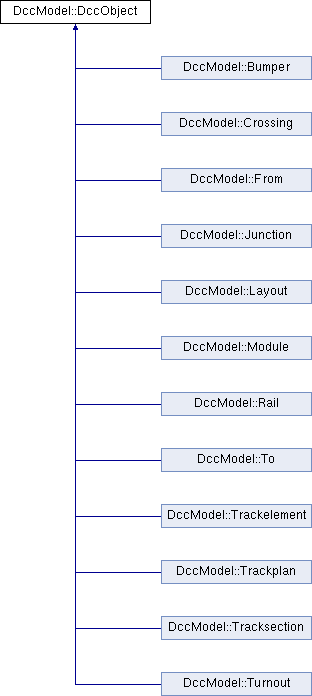 DccModel::DccObject
DccModel::Bumper
DccModel::Crossing
DccModel::From
DccModel::Junction
DccModel::Layout
DccModel::Module
DccModel::Rail
DccModel::To
DccModel::Trackelement
DccModel::Trackplan
DccModel::Tracksection
DccModel::Turnout